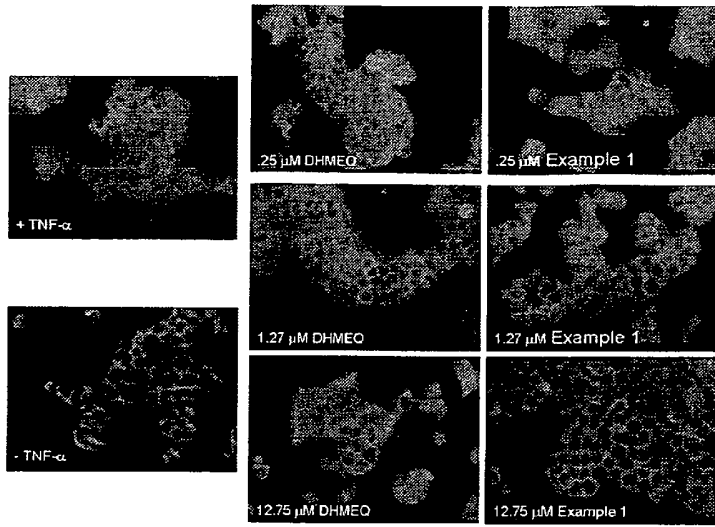 + TNF-α
- TNF-α
.25 μM DHMEQ
.25 μM Example 1
1.27 μM DHMEQ
1.27 μM Example 1
12.75 μM DHMEQ
12.75 μM Example 1